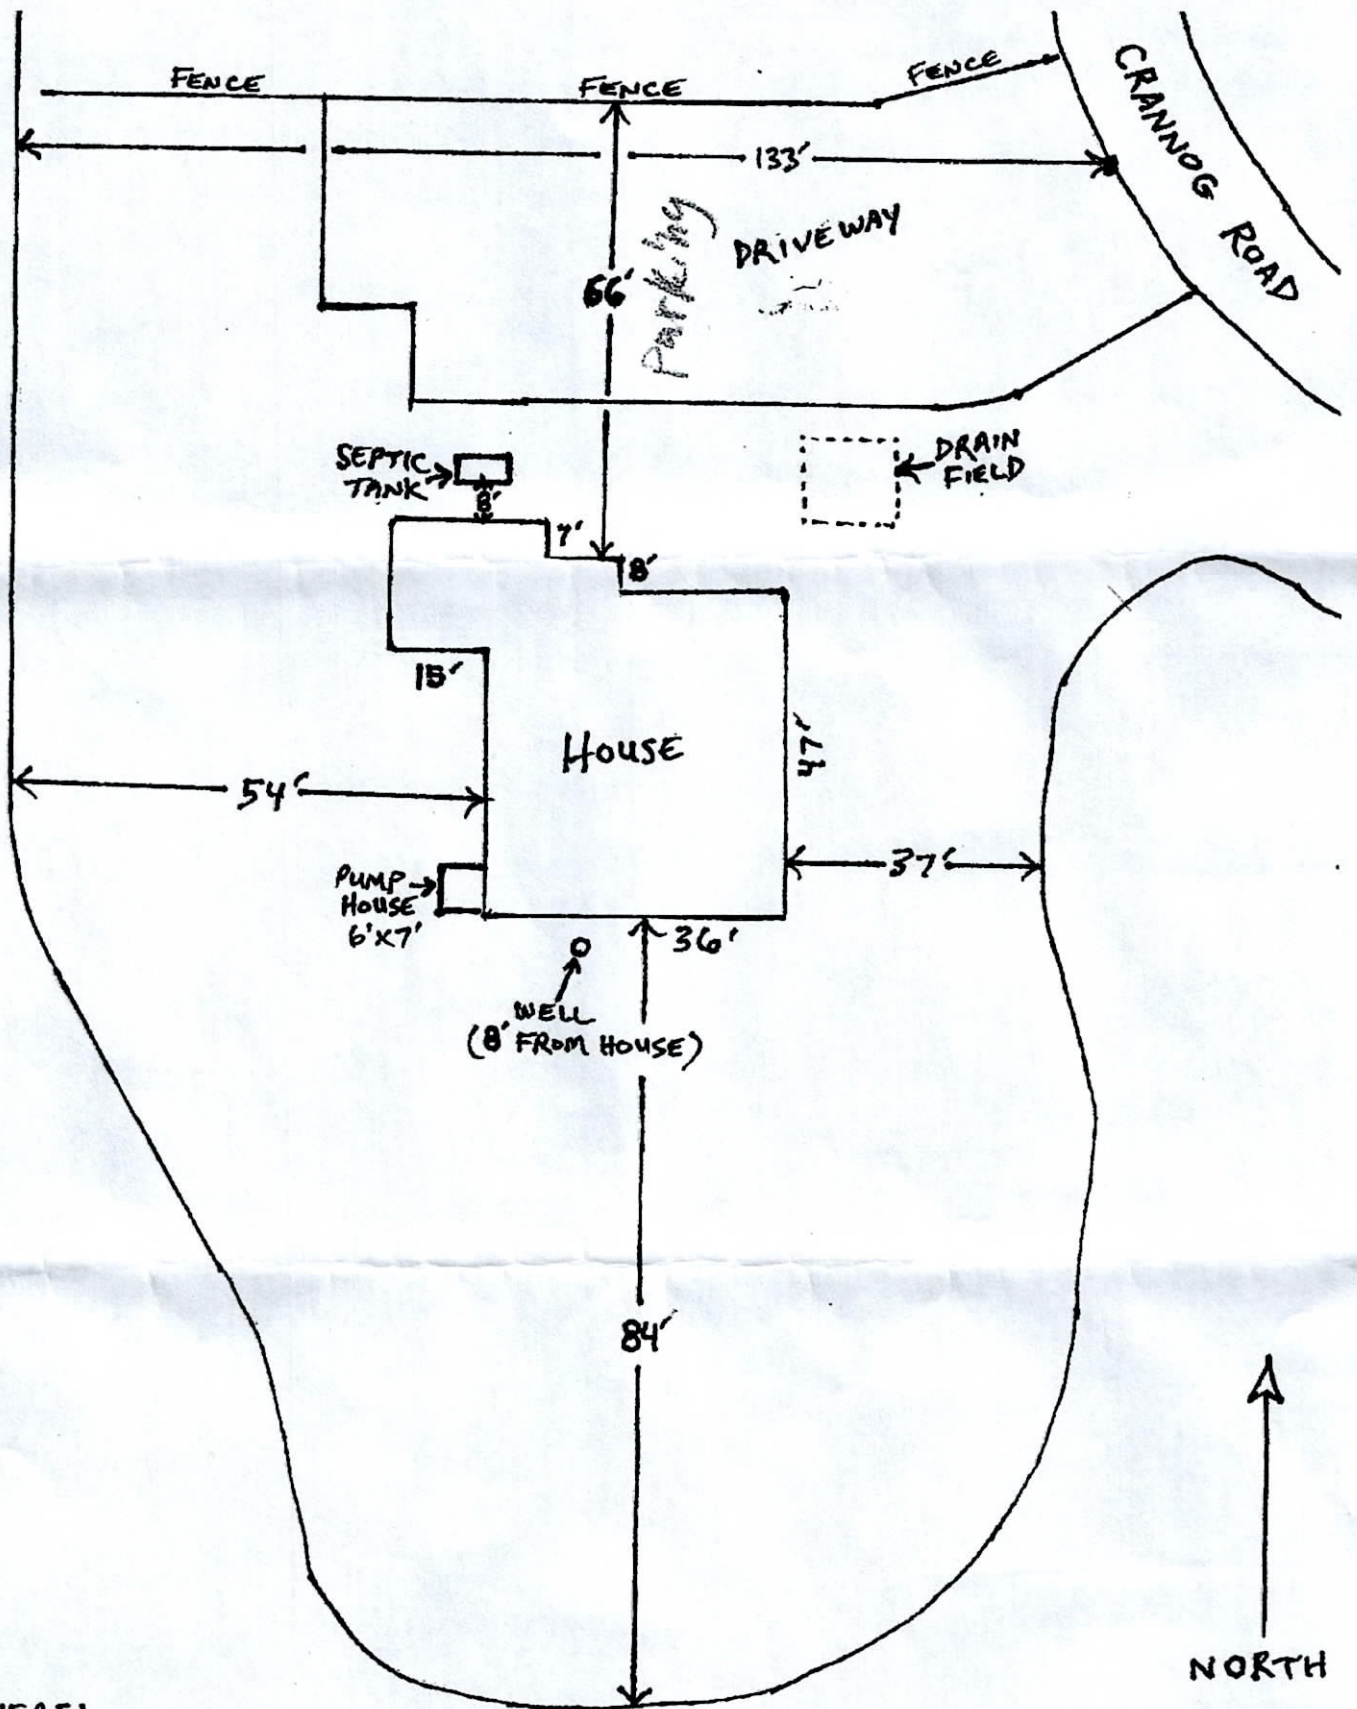 FENCE
FENCE
FENCE
CRANNOG ROAD
133'
Parking
DRIVEWAY
66'
SEPTIC
TANK
8'
DRAIN
FIELD
7'
8'
15'
HOUSE
47'
54'
37'
PUMP
HOUSE
6'X7'
36'
WELL
(8' FROM HOUSE)
84'
NORTH